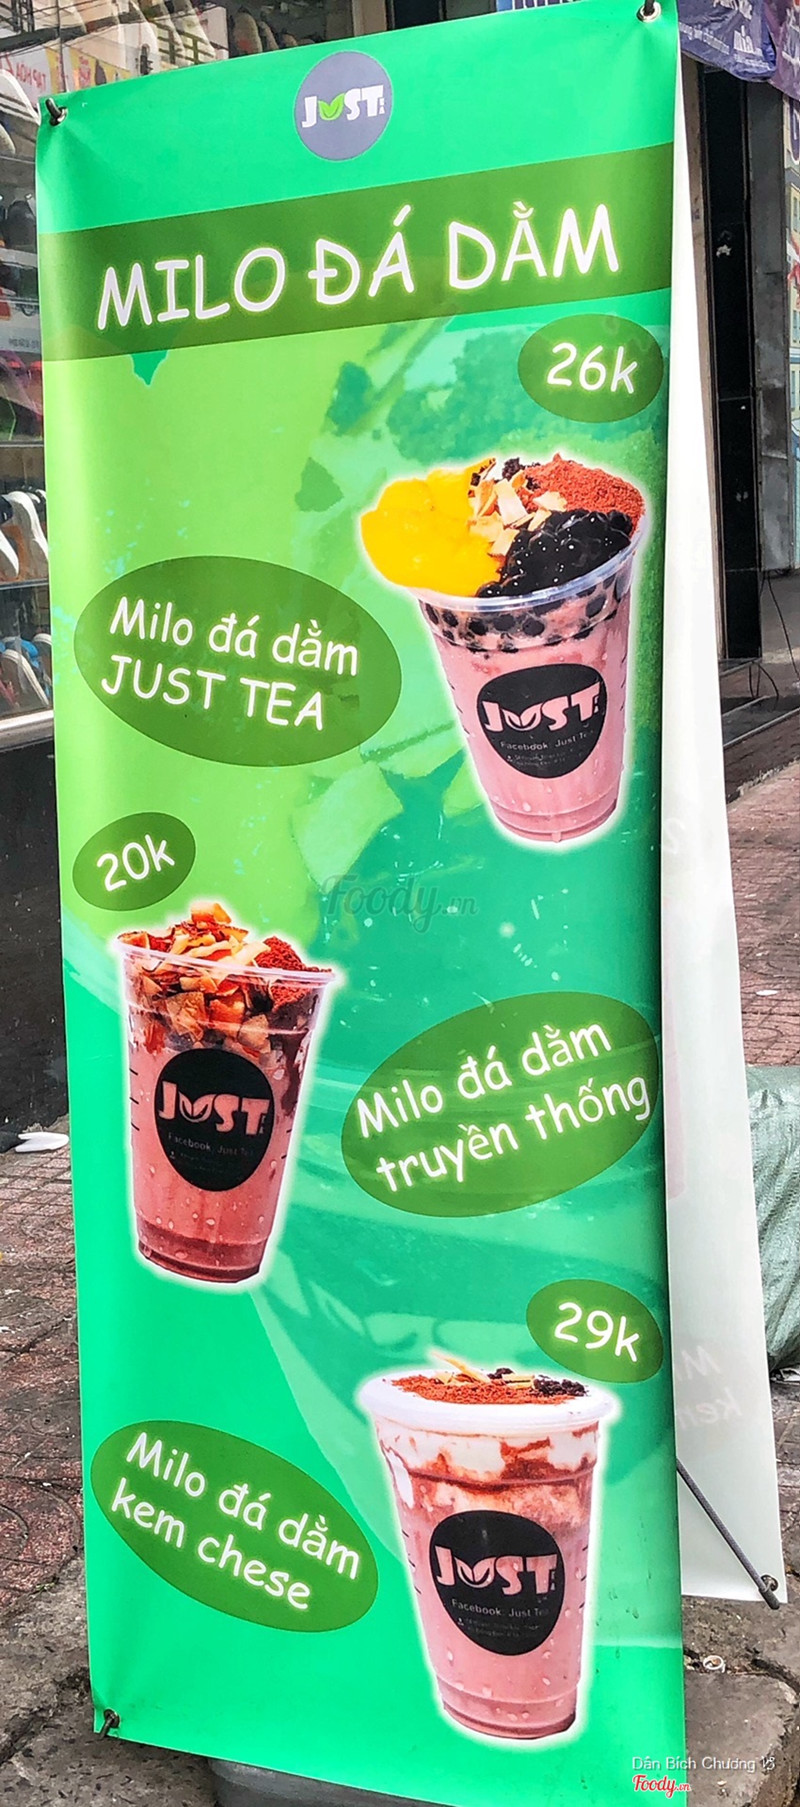 JUST TEA
MILO ĐÁ DẰM
26k
Milo đá dằm
JUST TEA
JUST
Facebook: Just Tea
20k
JUST
Facebook: Just Tea
Milo đá dằm
truyền thống
Foody.vn
29k
Milo đá dằm
kem chese
JUST
Facebook: Just Tea
Dân Bích Chương 13
Foody.vn